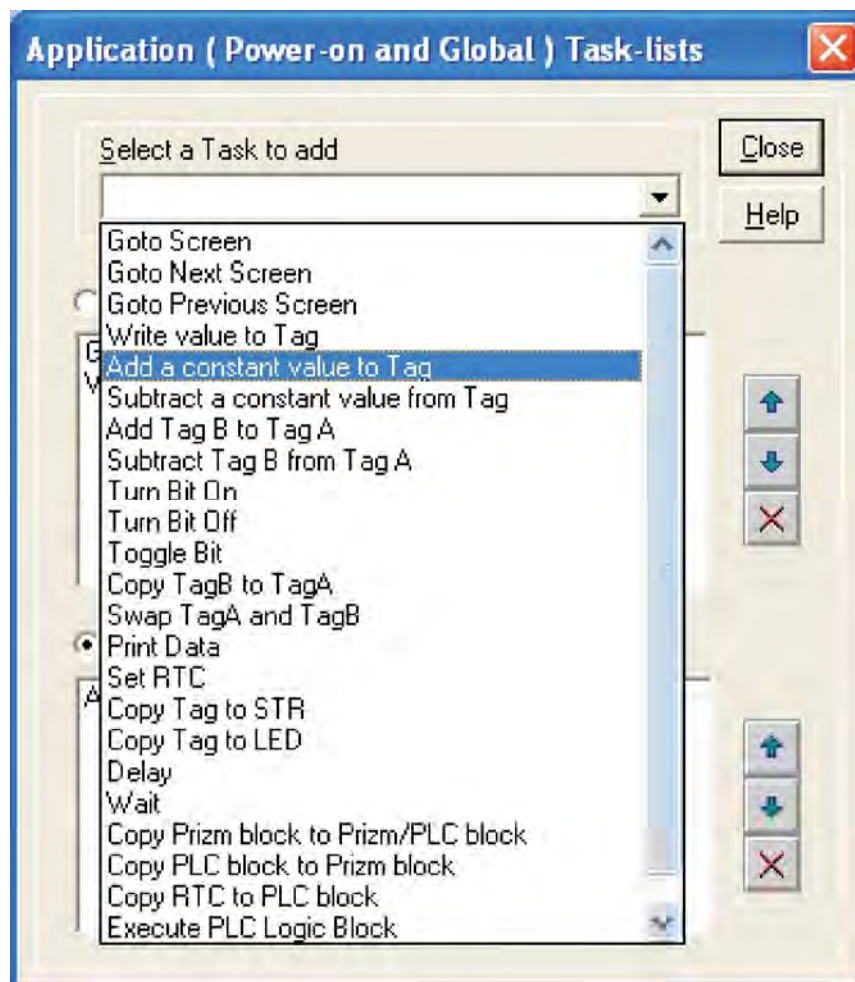 Application ( Power-on and Global ) Task-lists
Select a Task to add
Close
Help
Goto Screen
Goto Next Screen
Goto Previous Screen
Write value to Tag
Add a constant value to Tag
Subtract a constant value from Tag
Add Tag B to Tag A
Subtract Tag B from Tag A
Turn Bit On
Turn Bit Off
Toggle Bit
Copy TagB to TagA
Swap TagA and TagB
Print Data
Set RTC
Copy Tag to STR
Copy Tag to LED
Delay
Wait
Copy Prizm block to Prizm/PLC block
Copy PLC block to Prizm block
Copy RTC to PLC block
Execute PLC Logic Block